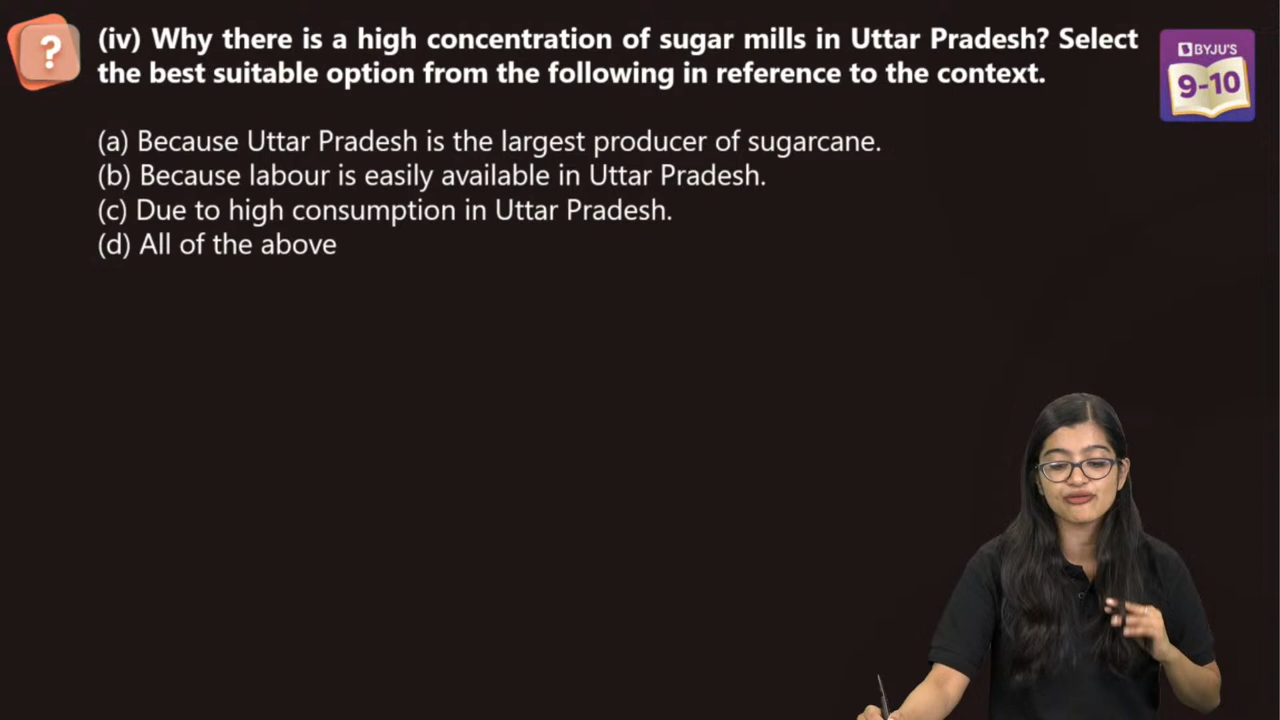 ?
(iv) Why there is a high concentration of sugar mills in Uttar Pradesh? Select
the best suitable option from the following in reference to the context.
BYJU'S
9-10
(a) Because Uttar Pradesh is the largest producer of sugarcane.
(b) Because labour is easily available in Uttar Pradesh.
(c) Due to high consumption in Uttar Pradesh.
(d) All of the above